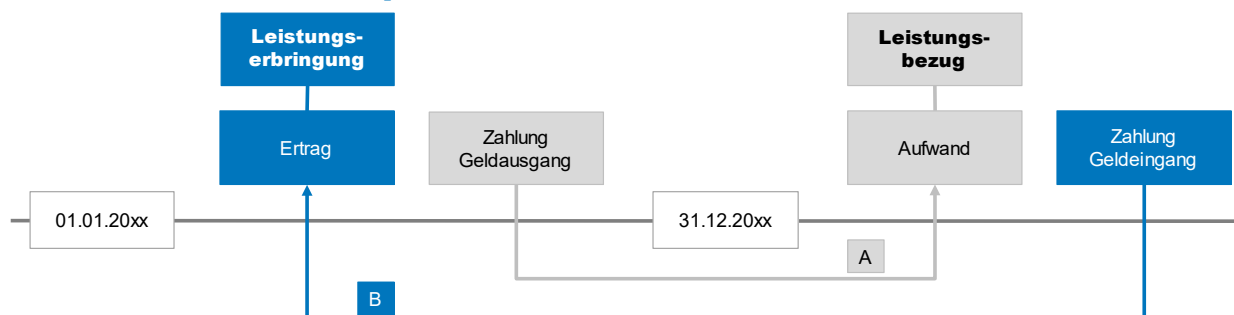 Leistungs-
erbringung
Leistungs-
bezug
Ertrag
Zahlung
Geldausgang
Aufwand
Zahlung
Geldeingang
01.01.20xx
31.12.20xx
A
B